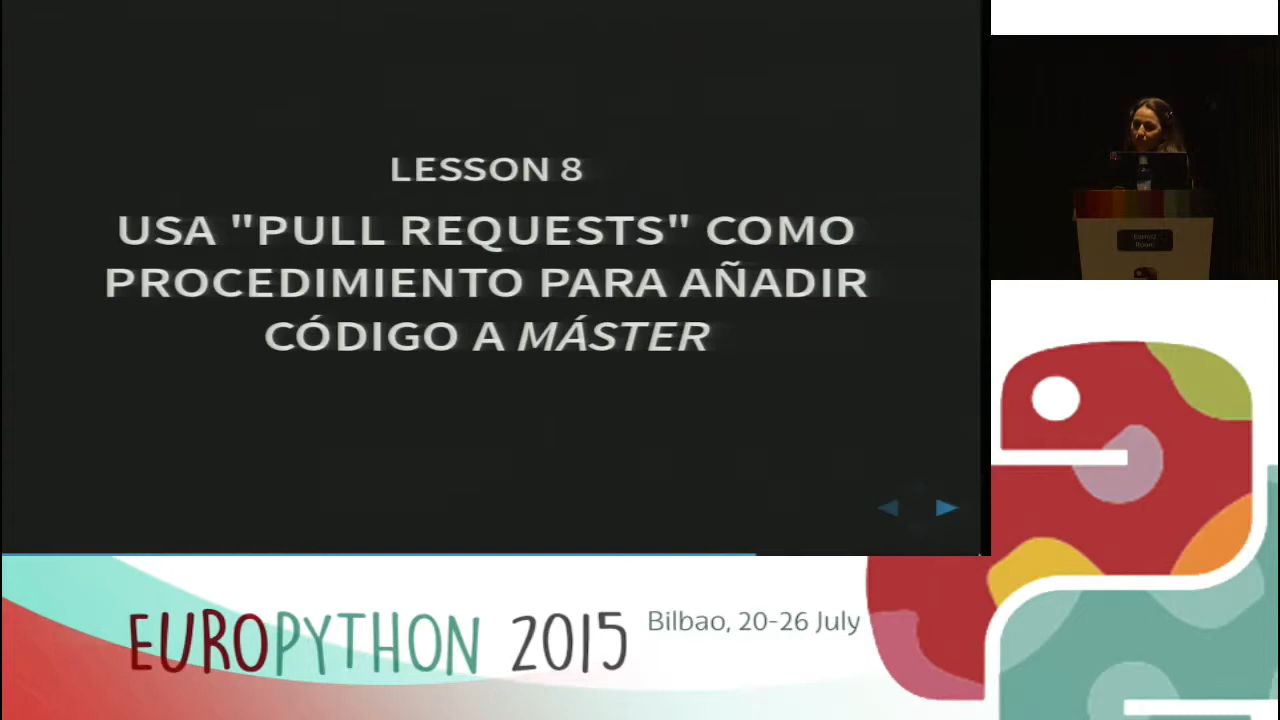 LESSON 8
USA "PULL REQUESTS" COMO
PROCEDIMIENTO PARA AÑADIR
CÓDIGO A MÁSTER
EUROPYTHON 2015
Bilbao, 20-26 July